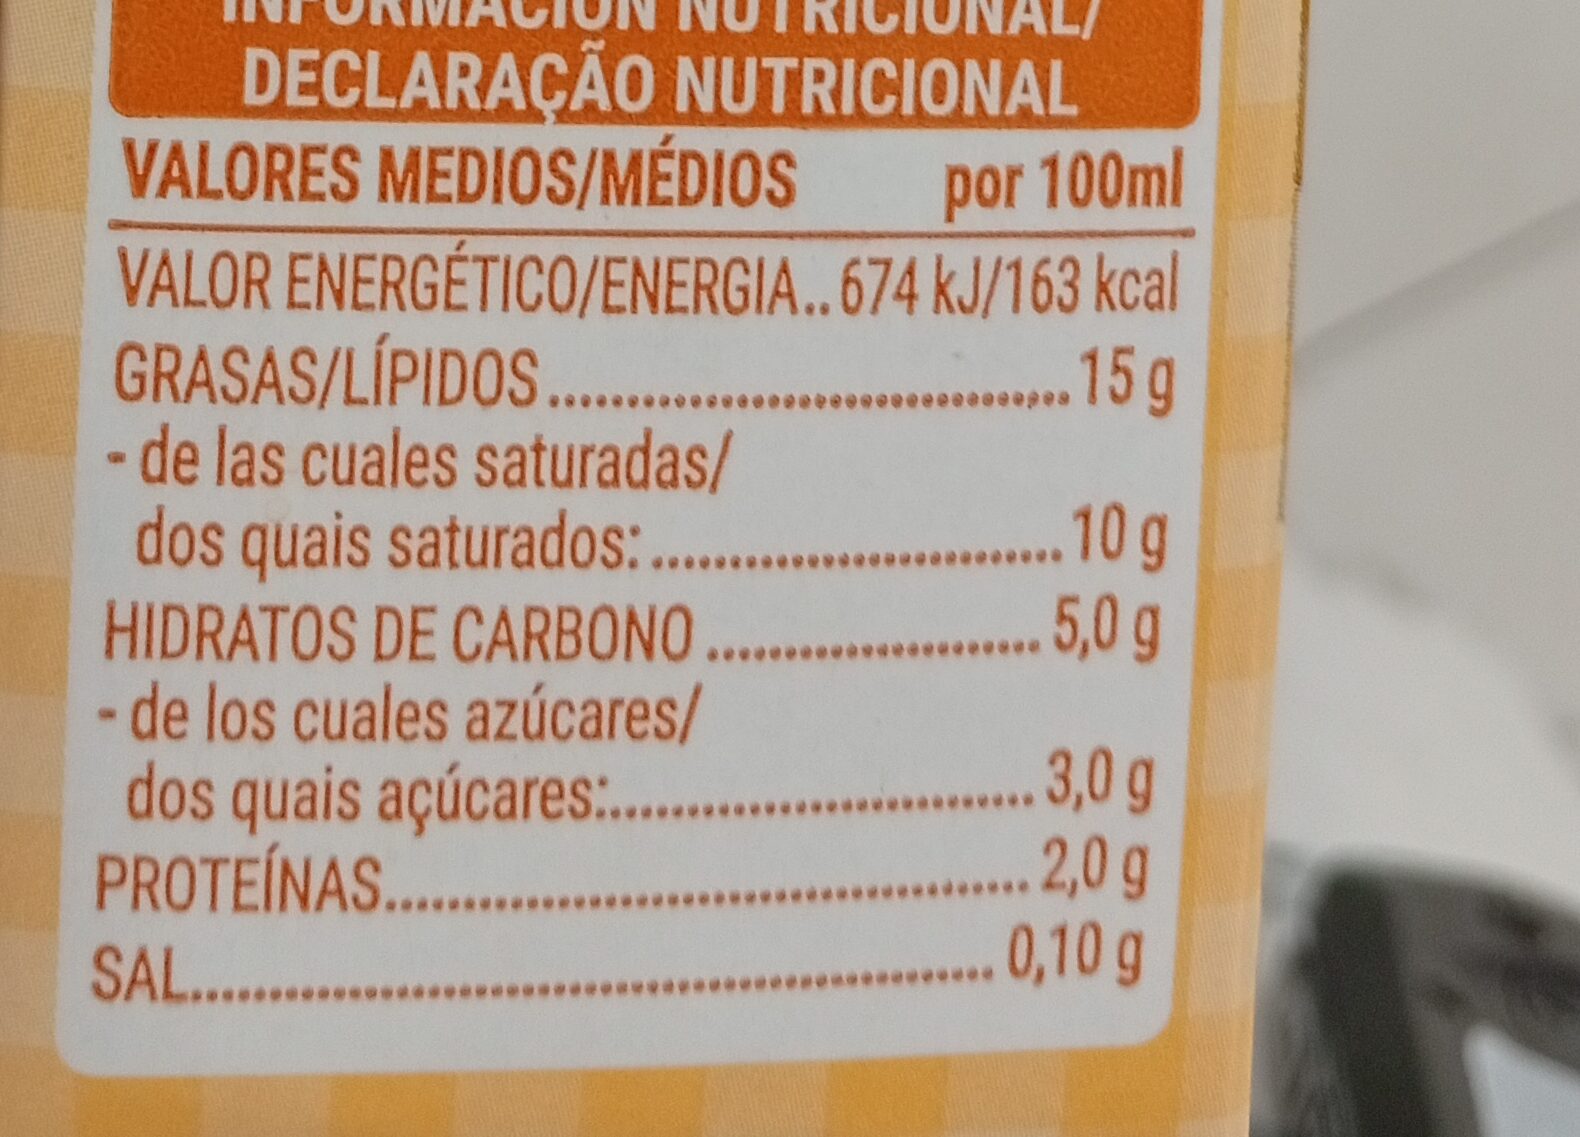 INFORMACIÓN NUTRICIONAL/
DECLARAÇÃO NUTRICIONAL
VALORES MEDIOS/MÉDIOS por 100ml
VALOR ENERGÉTICO/ENERGIA.. 674 kJ/163 kcal
GRASAS/LÍPIDOS........................................ 15 g
- de las cuales saturadas/
dos quais saturados: ................................ 10 g
HIDRATOS DE CARBONO .......................... 5,0 g
- de los cuales azúcares/
dos quais açúcares:................................. 3,0 g
PROTEÍNAS.................................................. 2,0 g
SAL............................................................... 0,10 g